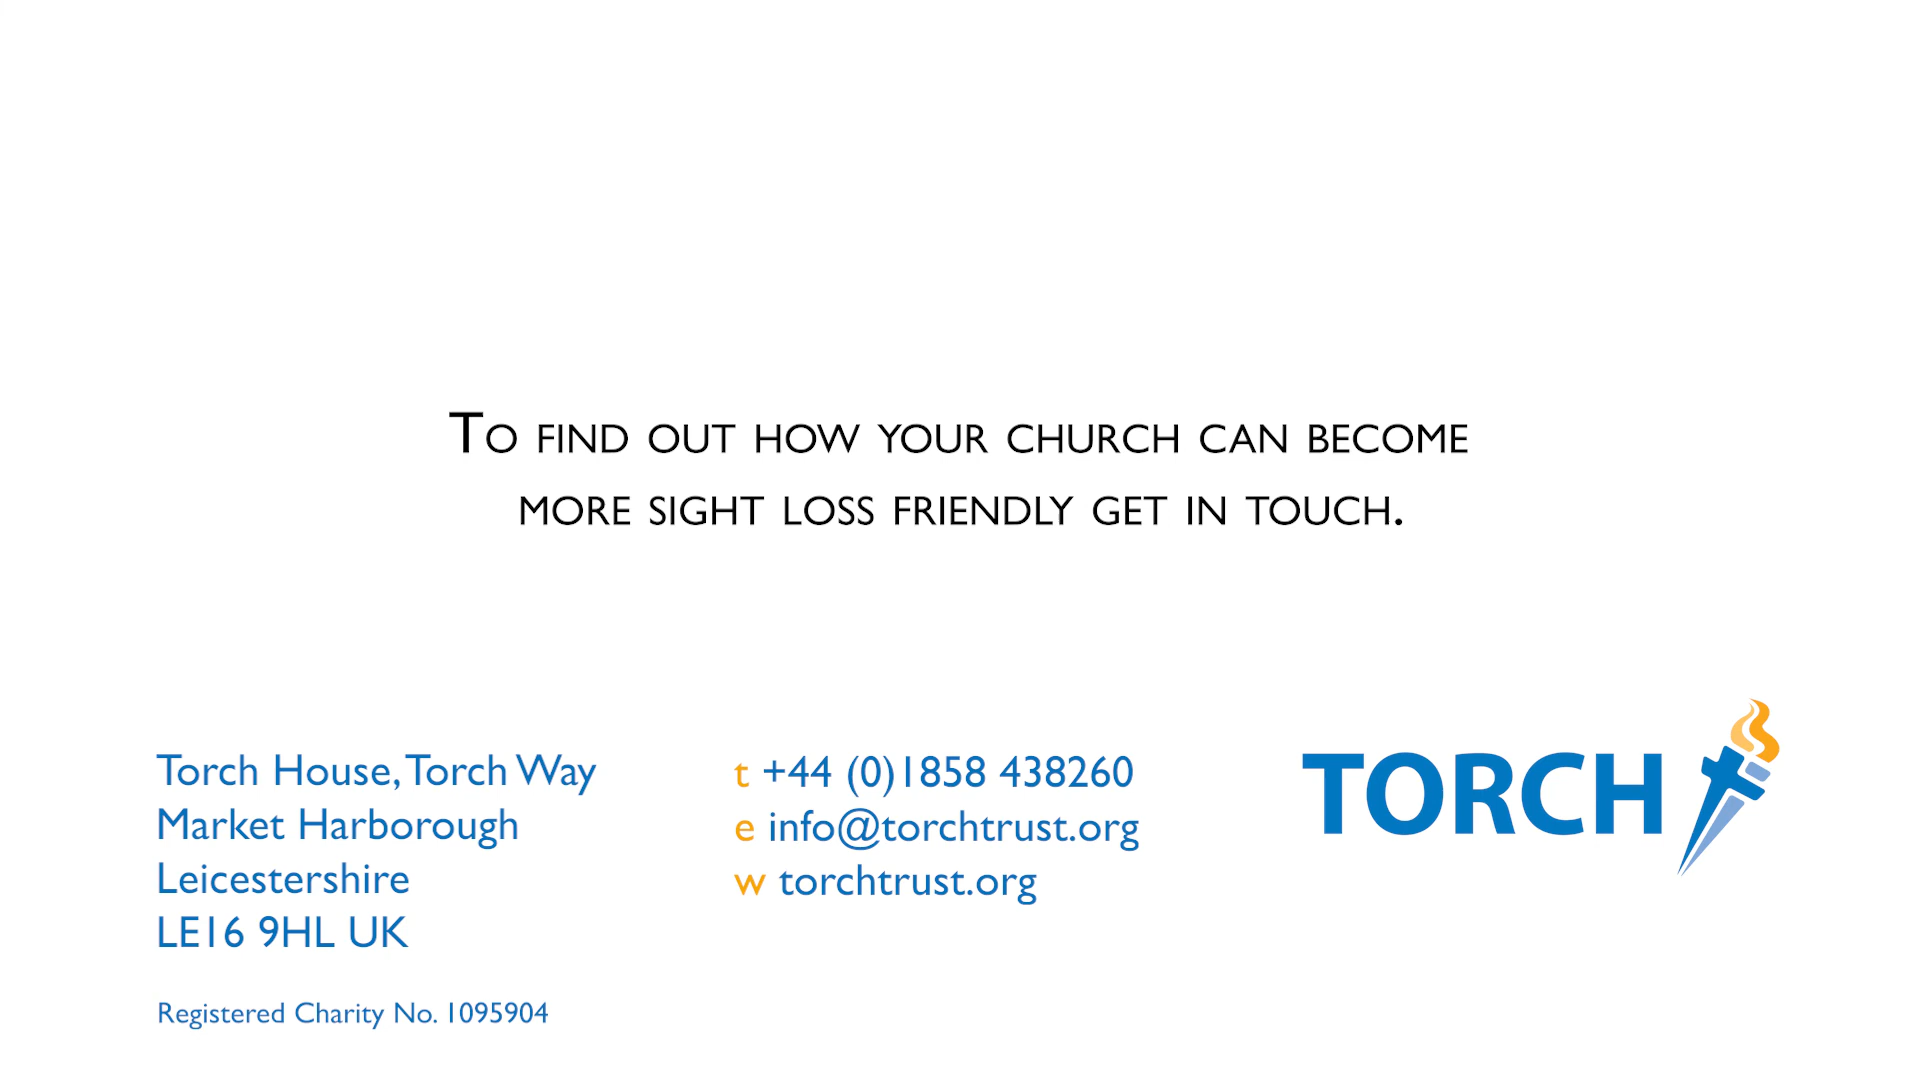 To find out how your church can become
more sight loss friendly get in touch.
Torch House, Torch Way
Market Harborough
Leicestershire
LE16 9HL UK
Registered Charity No. 1095904
t +44 (0)1858 438260
e info@torchtrust.org
w torchtrust.org
TORCH